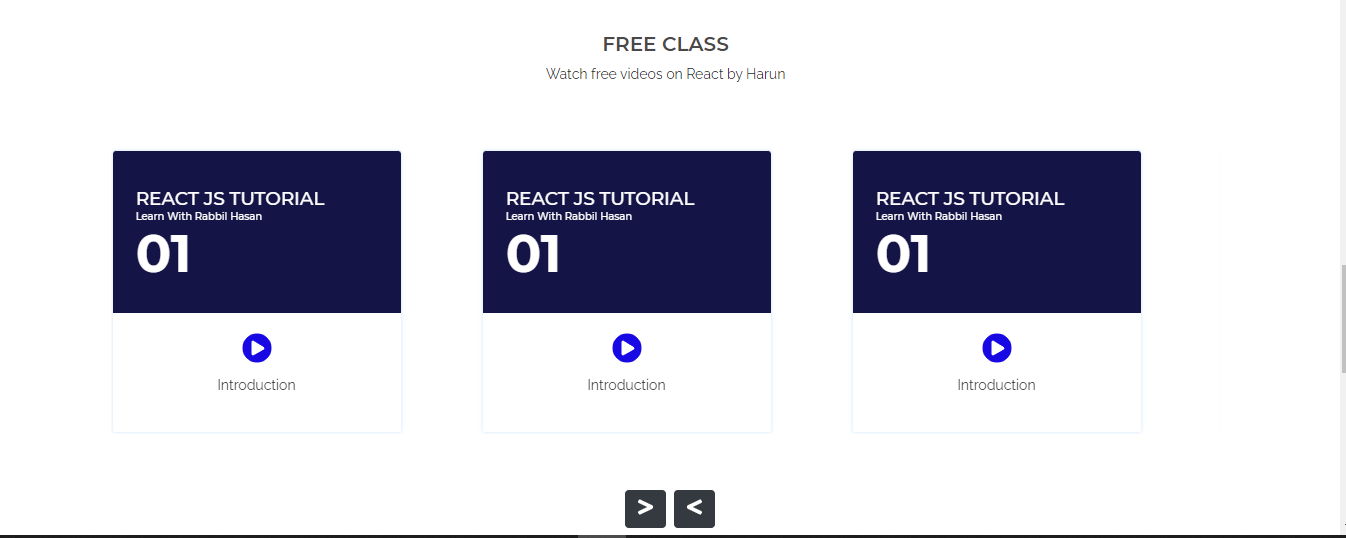 FREE CLASS
Watch free videos on React by Harun
REACT JS TUTORIAL
Learn With Rabbil Hasan
01
Introduction
REACT JS TUTORIAL
Learn With Rabbil Hasan
01
Introduction
REACT JS TUTORIAL
Learn With Rabbil Hasan
01
Introduction
> <